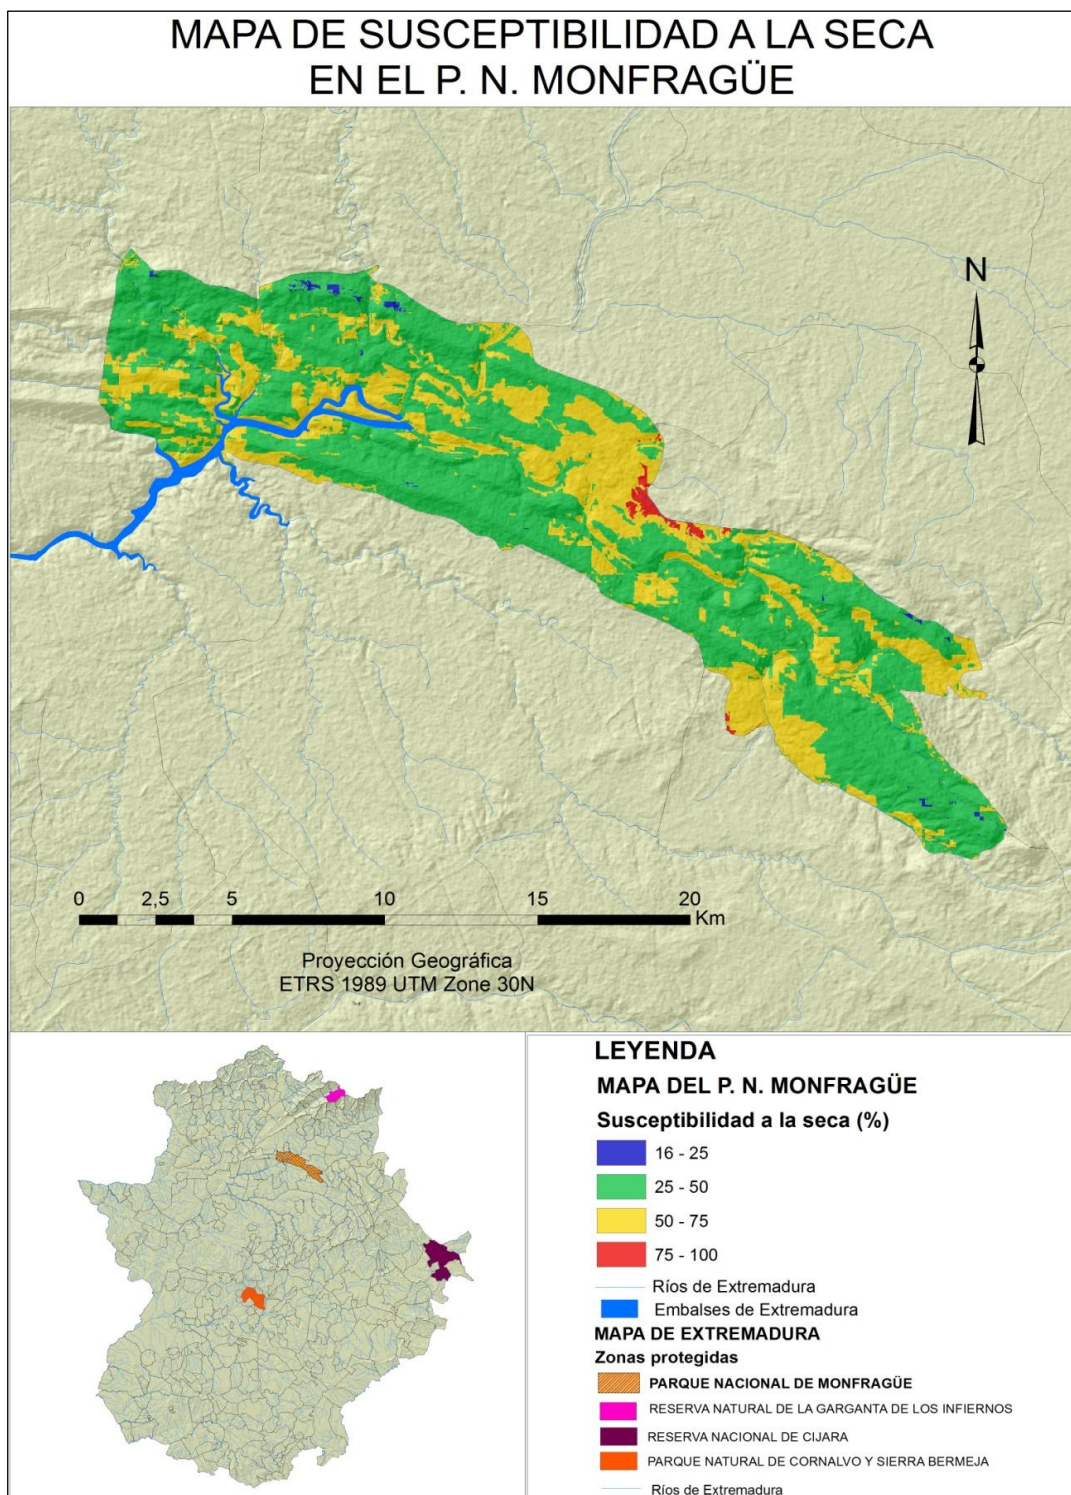 MAPA DE SUSCEPTIBILIDAD A LA SECA
EN EL P. N. MONFRAGÜE
N
0 2,5 5 10 15 20
Km
Proyección Geográfica
ETRS 1989 UTM Zone 30N
LEYENDA
MAPA DEL P. N. MONFRAGÜE
Susceptibilidad a la seca (%)
16 - 25
25 - 50
50 - 75
75 - 100
Ríos de Extremadura
Embalses de Extremadura
MAPA DE EXTREMADURA
Zonas protegidas
PARQUE NACIONAL DE MONFRAGÜE
RESERVA NATURAL DE LA GARGANTA DE LOS INFIERNOS
RESERVA NACIONAL DE CIJARA
PARQUE NATURAL DE CORNALVO Y SIERRA BERMEJA
Ríos de Extremadura